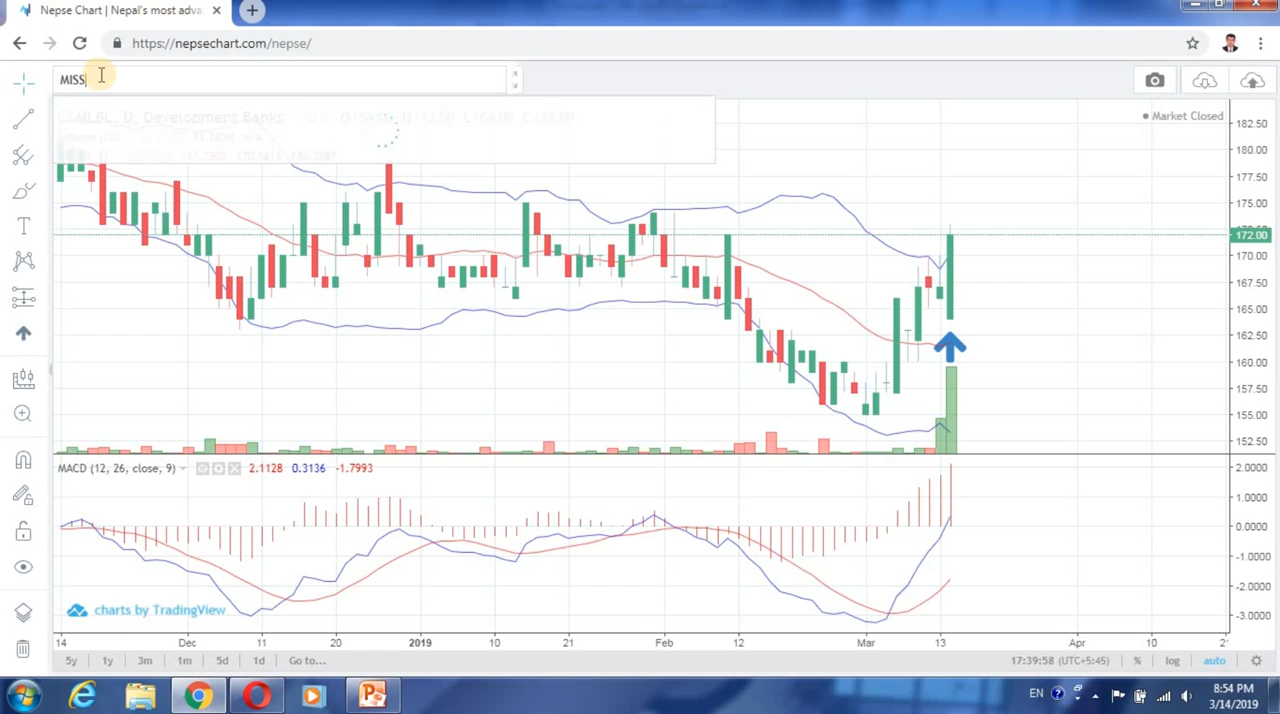 Nepse Chart | Nepal's most adva
https://nepsechart.com/nepse/
MISS
MLBL, D, Development Banks
Market Closed
182.50
180.00
177.50
175.00
172.00
170.00
167.50
165.00
162.50
160.00
157.50
155.00
152.50
MACD (12, 26, close, 9) 2.1128 0.3136 -1.7993
2.0000
1.0000
0.0000
-1.0000
-2.0000
-3.0000
charts by TradingView
14 Dec 11 20 2019 10 21 Feb 12 Mar 13 Apr 10
5y 1y 3m 1m 5d 1d Go to... 17:39:58 (UTC+5:45) % log auto
EN 8:54 PM
3/14/2019